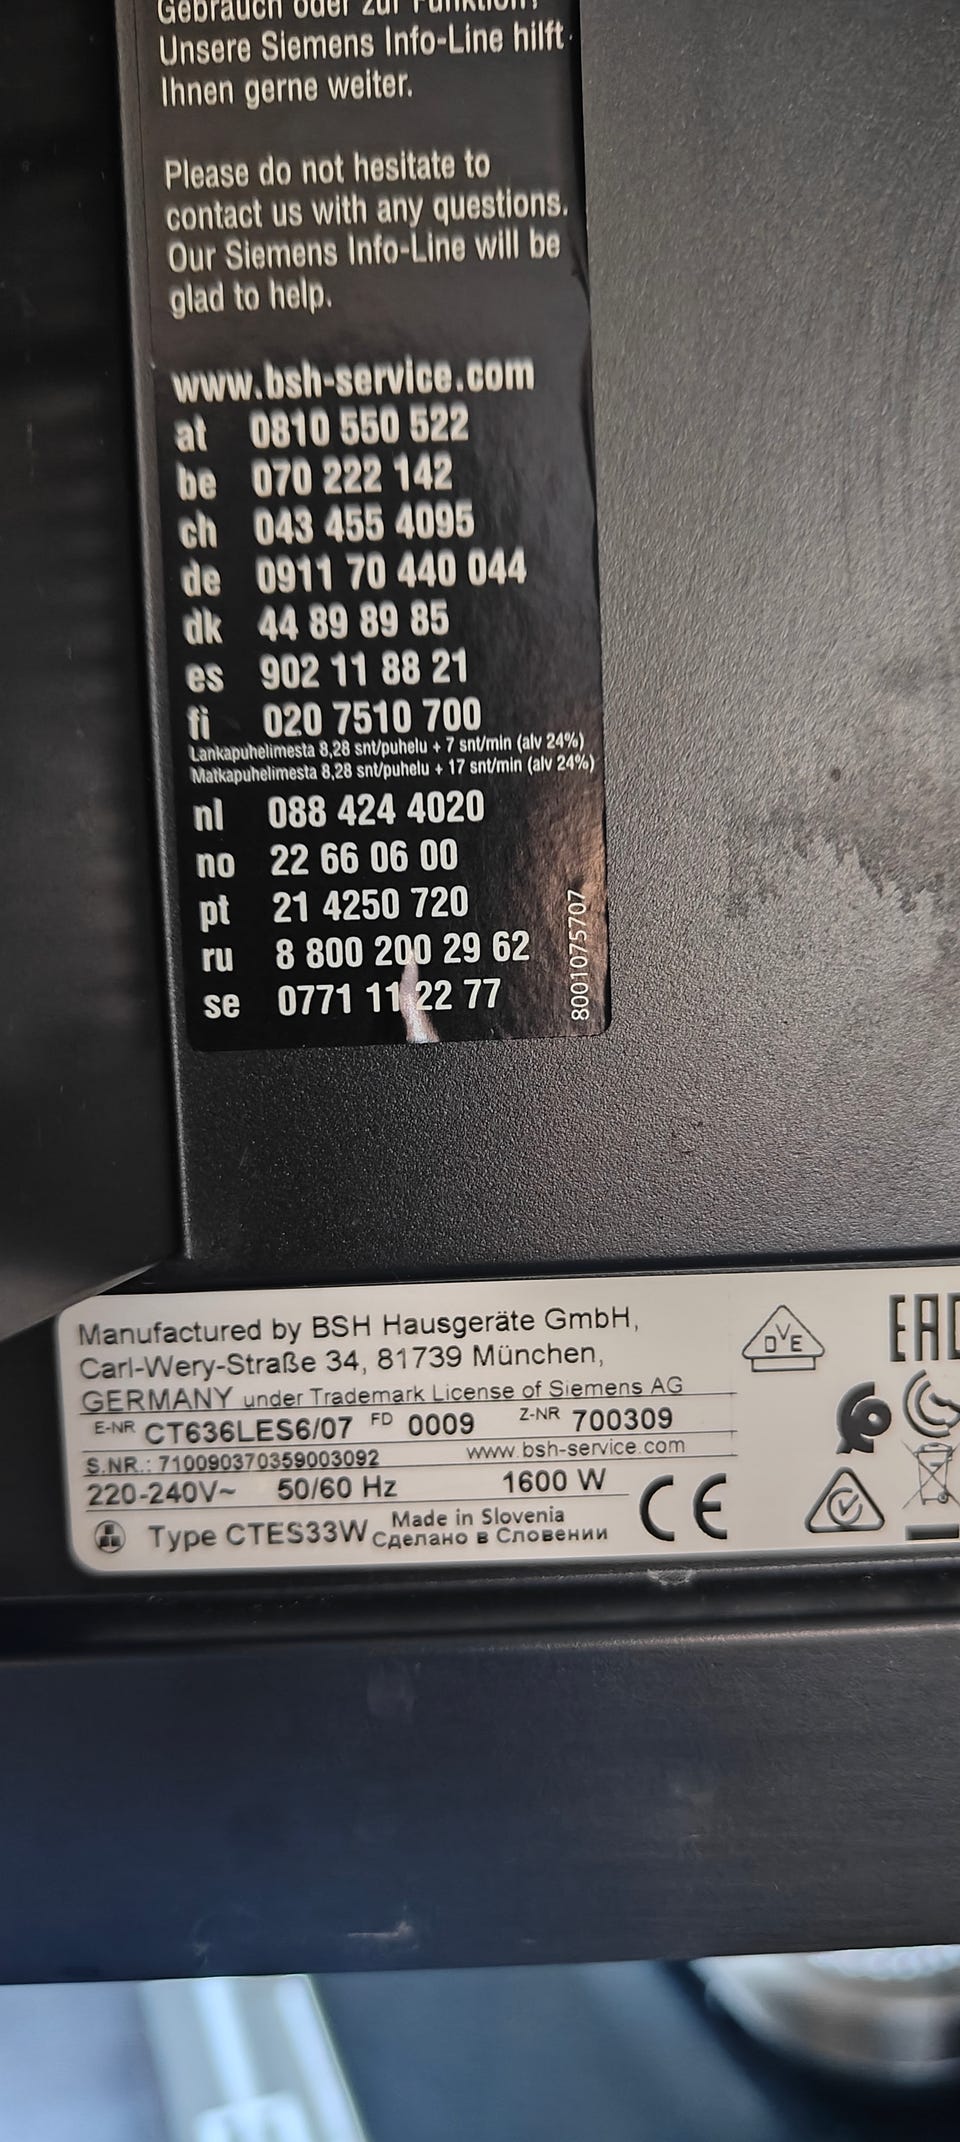 Gebrauch oder zur Funktion?
Unsere Siemens Info-Line hilft
Ihnen gerne weiter.
Please do not hesitate to
contact us with any questions.
Our Siemens Info-Line will be
glad to help.
www.bsh-service.com
at 0810 550 522
be 070 222 142
ch 043 455 4095
de 0911 70 440 044
dk 44 89 89 85
es 902 11 88 21
fi 020 7510 700
Lankapuhelimesta 8,28 snt/puhelu + 7 snt/min (alv 24%)
Matkapuhelimesta 8,28 snt/puhelu + 17 snt/min (alv 24%)
nl 088 424 4020
no 22 66 06 00
pt 21 4250 720
ru 8 800 200 29 62
se 0771 11 22 77
8001075707
Manufactured by BSH Hausgeräte GmbH,
Carl-Wery-Straße 34, 81739 München,
GERMANY under Trademark License of Siemens AG
E-NR CT636LES6/07 FD 0009 Z-NR 700309
S.NR.: 710090370359003092 www.bsh-service.com
220-240V~ 50/60 Hz 1600 W
Type CTES33W Made in Slovenia
Сделано в Словении
DVE
EAC
CE